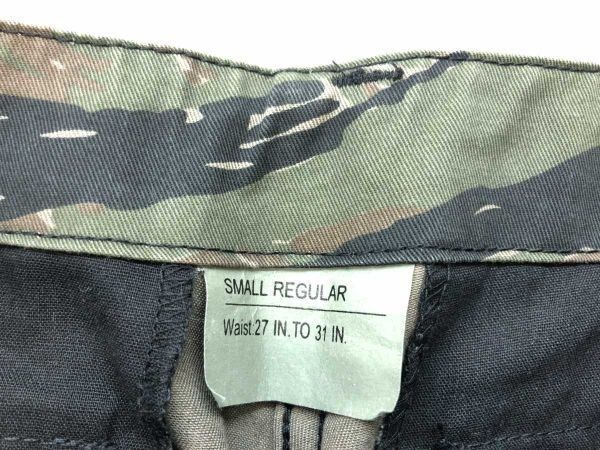 SMALL REGULAR
Waist:27 IN.TO 31 IN.